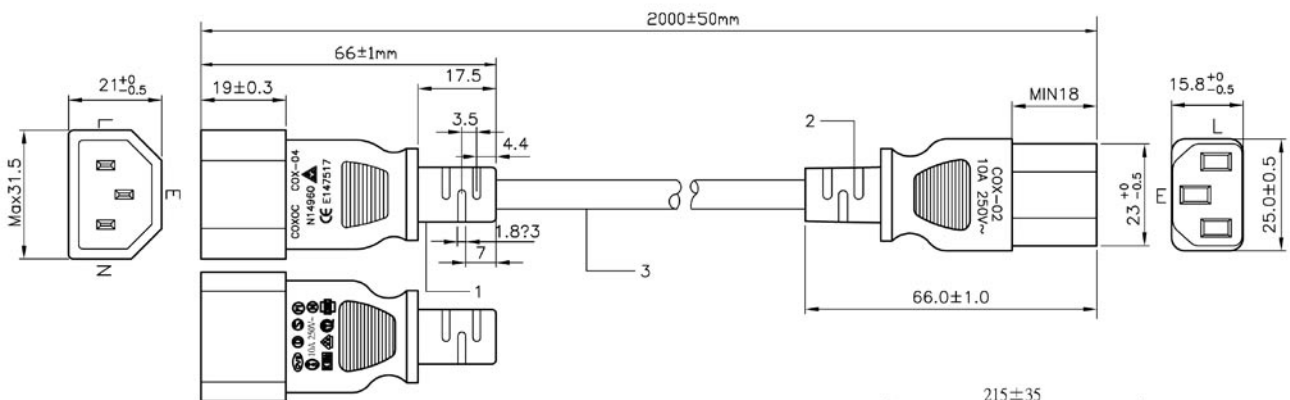 2000±50mm
66±1mm
21 +0 -0.5
19±0.3
17.5
MIN18
15.8 +0 -0.5
3.5
4.4
2
L
E
N
Max31.5
COXOC COX-04
N14960
CE E147517
COX-02
10A 250V~
L
E
23 +0 -0.5
25.0±0.5
1.8?3
7
1
3
66.0±1.0
10A 250V~
215±35